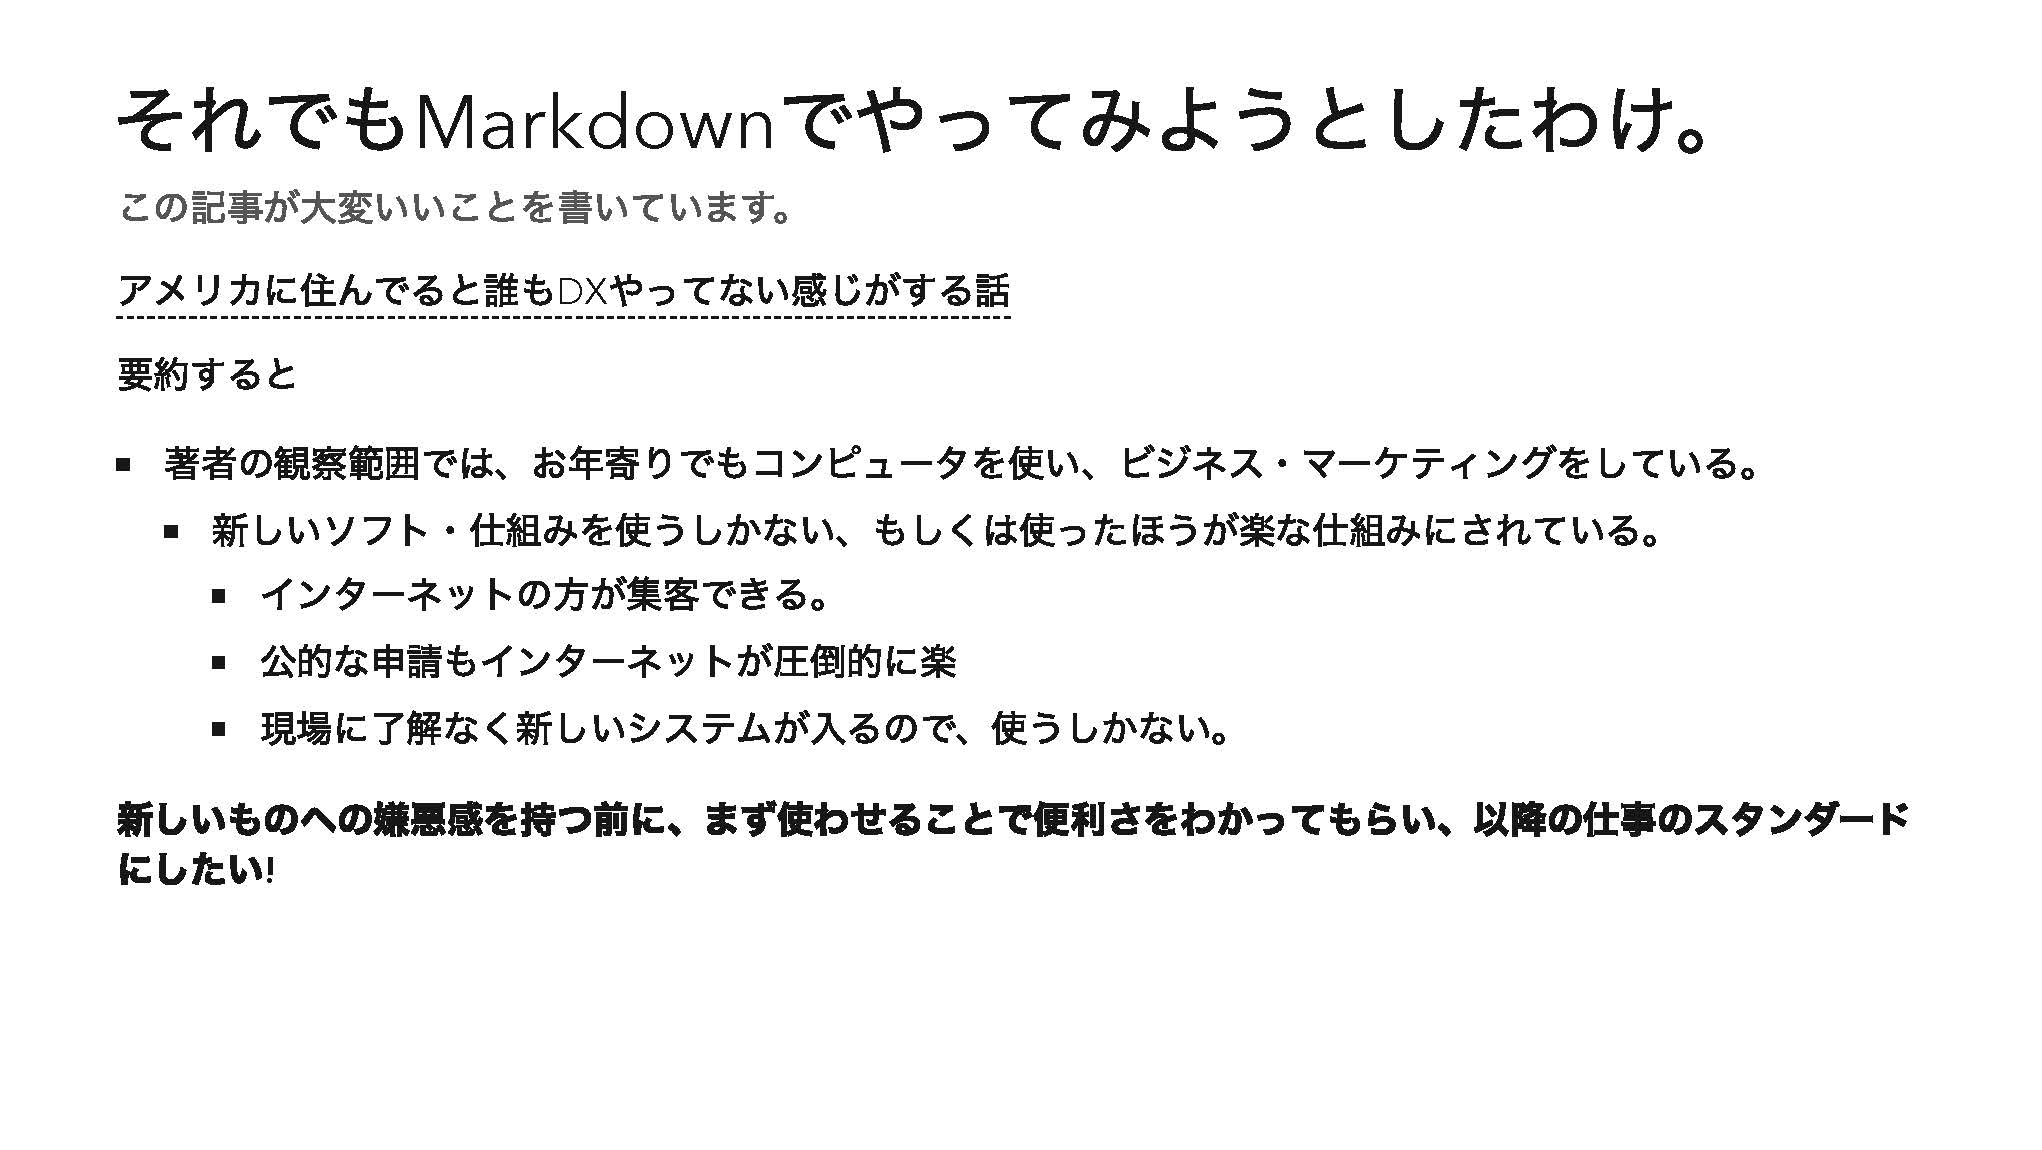 それでもMarkdownでやってみようとしたわけ。
この記事が大変いいことを書いています。
アメリカに住んでると誰もDXやってない感じがする話
要約すると
▪ 著者の観察範囲では、お年寄りでもコンピュータを使い、ビジネス・マーケティングをしている。
▪ 新しいソフト・仕組みを使うしかない、もしくは使ったほうが楽な仕組みにされている。
▪ インターネットの方が集客できる。
▪ 公的な申請もインターネットが圧倒的に楽
▪ 現場に了解なく新しいシステムが入るので、使うしかない。
新しいものへの嫌悪感を持つ前に、まず使わせることで便利さをわかってもらい、以降の仕事のスタンダード
にしたい!